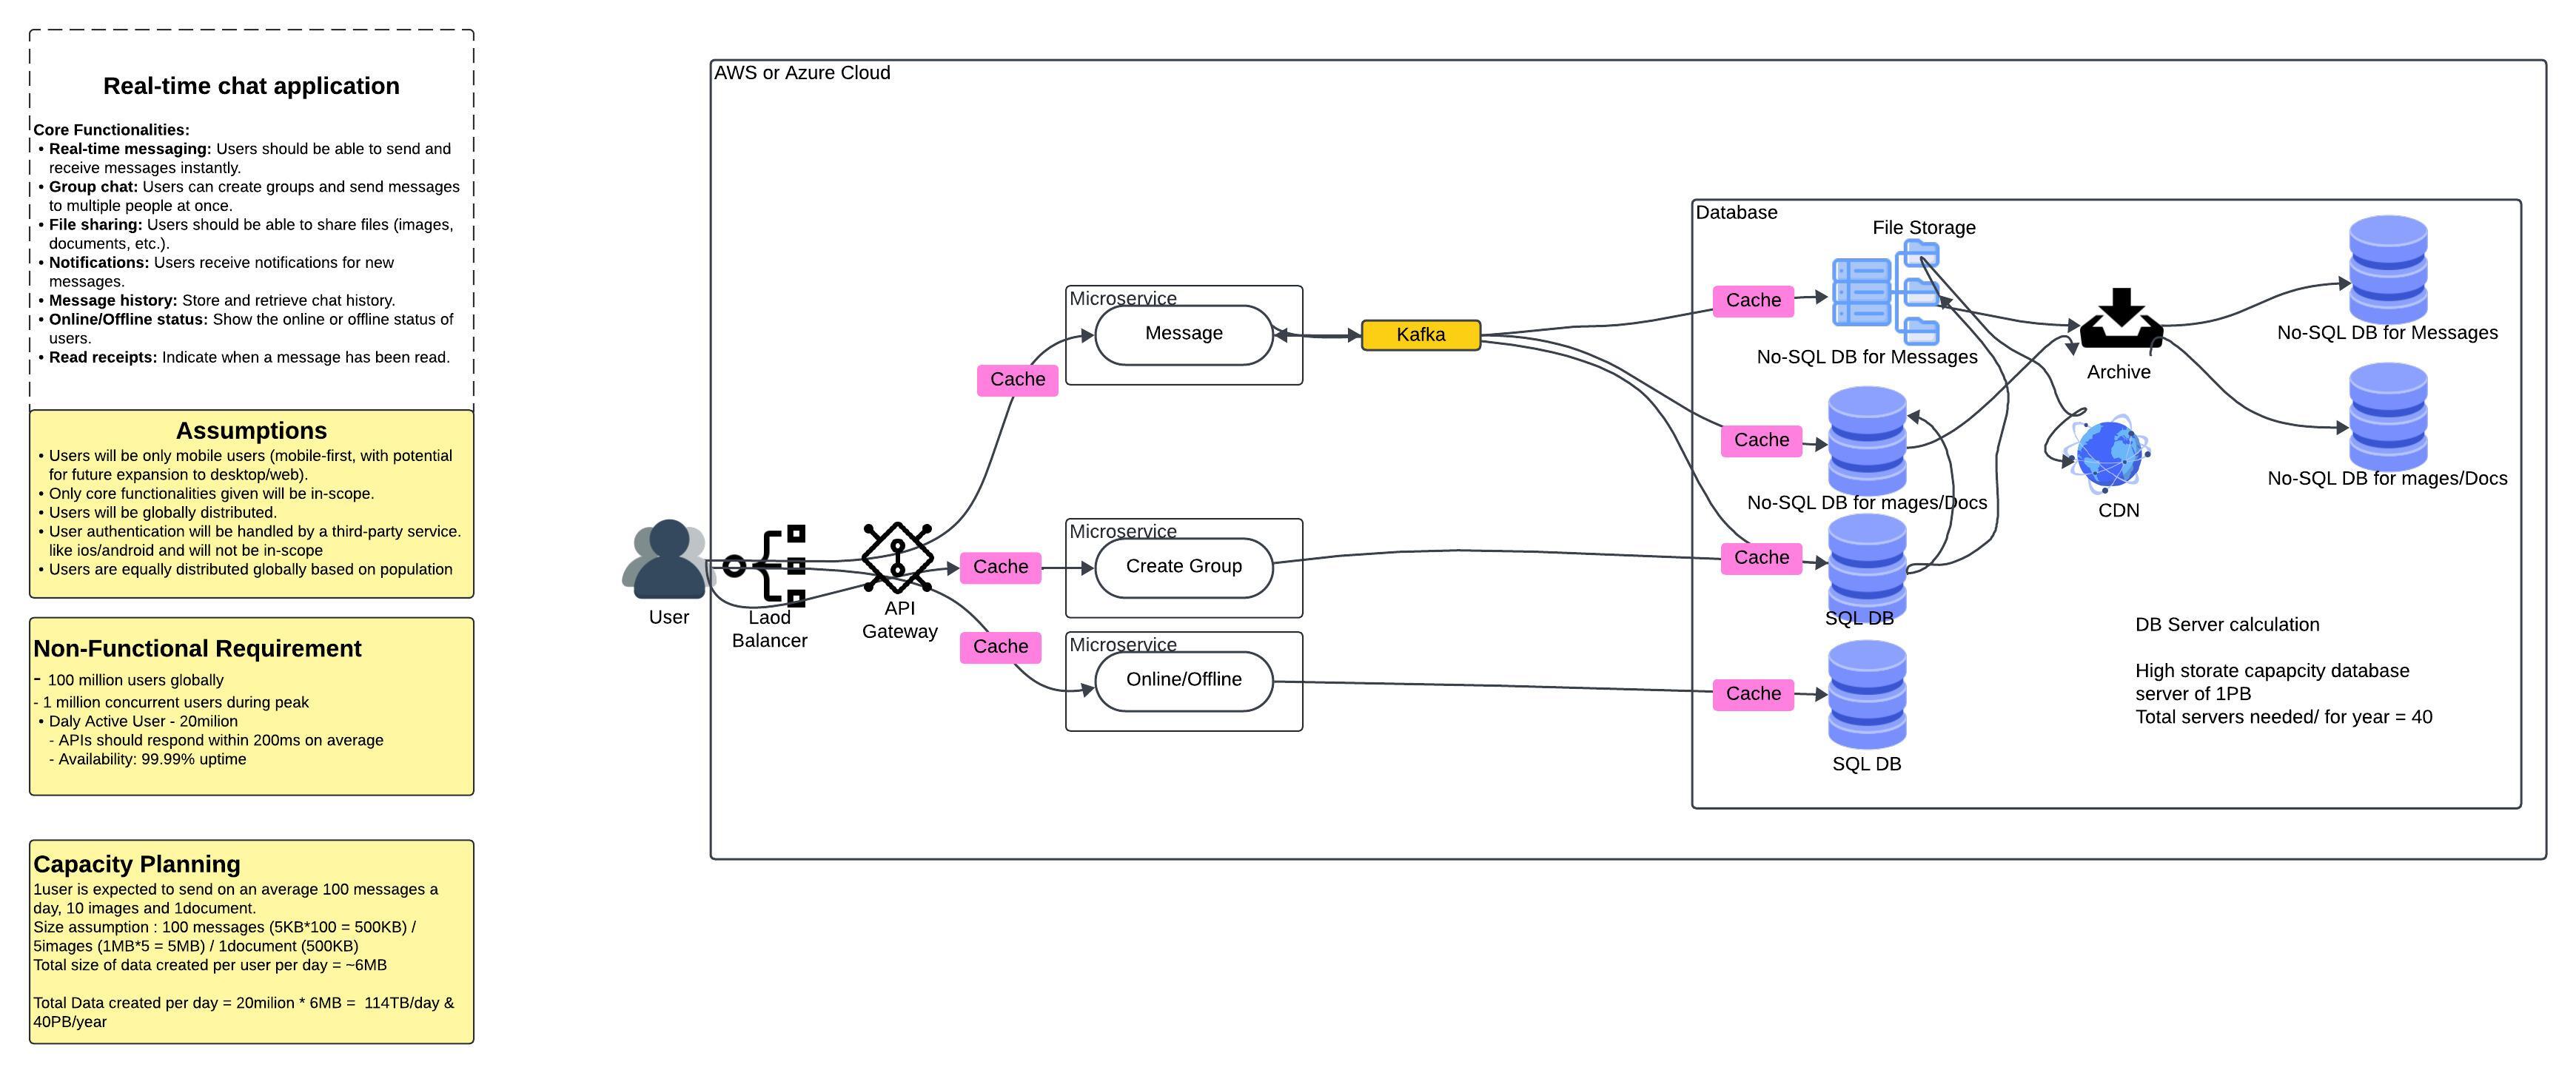 Real-time chat application
Core Functionalities:
• Real-time messaging: Users should be able to send and
receive messages instantly.
• Group chat: Users can create groups and send messages
to multiple people at once.
• File sharing: Users should be able to share files (images,
documents, etc.).
• Notifications: Users receive notifications for new
messages.
• Message history: Store and retrieve chat history.
• Online/Offline status: Show the online or offline status of
users.
• Read receipts: Indicate when a message has been read.
Assumptions
• Users will be only mobile users (mobile-first, with potential
for future expansion to desktop/web).
• Only core functionalities given will be in-scope.
• Users will be globally distributed.
• User authentication will be handled by a third-party service.
like ios/android and will not be in-scope
• Users are equally distributed globally based on population
Non-Functional Requirement
- 100 million users globally
- 1 million concurrent users during peak
• Daly Active User - 20milion
- APIs should respond within 200ms on average
- Availability: 99.99% uptime
Capacity Planning
1user is expected to send on an average 100 messages a
day, 10 images and 1document.
Size assumption : 100 messages (5KB*100 = 500KB) /
5images (1MB*5 = 5MB) / 1document (500KB)
Total size of data created per user per day = ~6MB
Total Data created per day = 20milion * 6MB =  114TB/day &
40PB/year
AWS or Azure Cloud
User
Laod
Balancer
API
Gateway
Cache
Cache
Cache
Microservice
Message
Microservice
Create Group
Microservice
Online/Offline
Kafka
Database
Cache
Cache
Cache
Cache
File Storage
No-SQL DB for Messages
No-SQL DB for mages/Docs
SQL DB
SQL DB
Archive
CDN
No-SQL DB for Messages
No-SQL DB for mages/Docs
DB Server calculation
High storate capapcity database
server of 1PB
Total servers needed/ for year = 40